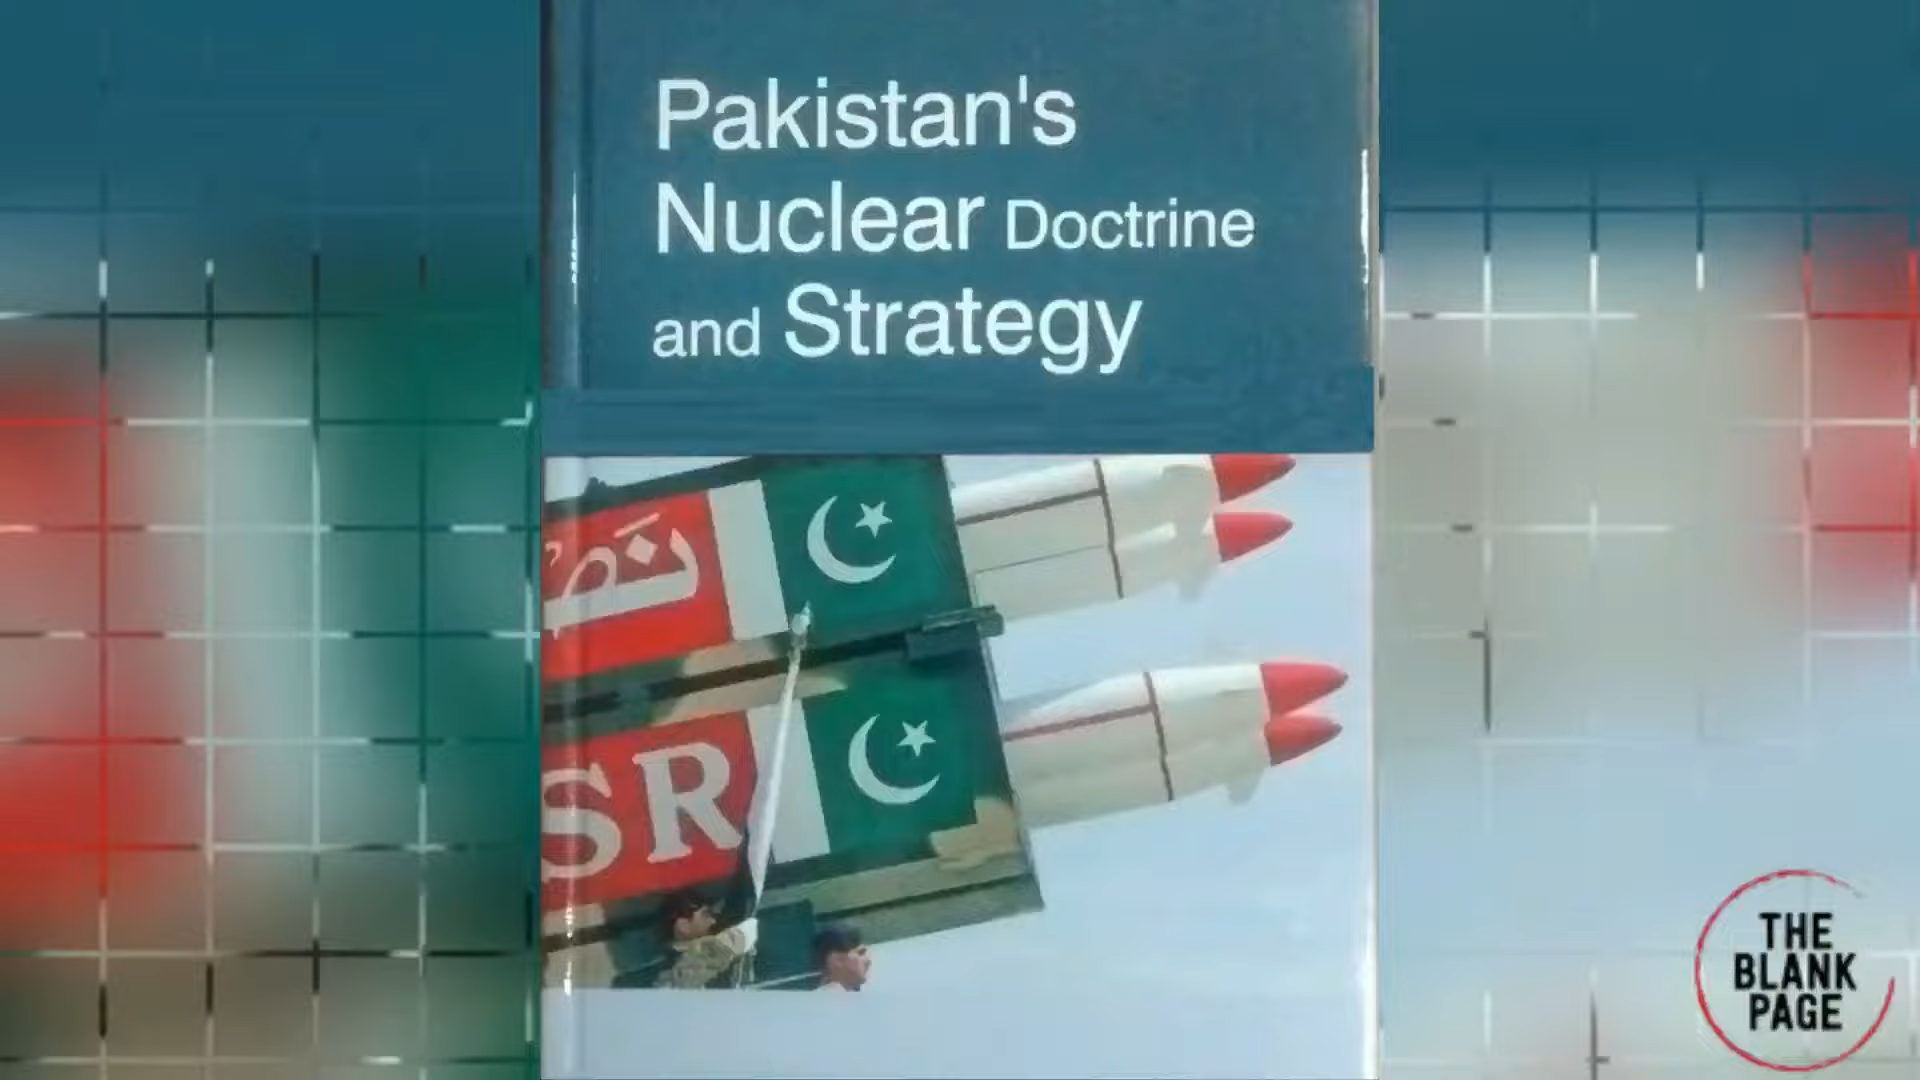 Pakistan's
Nuclear Doctrine
and Strategy
نَصْ
SR
THE
BLANK
PAGE